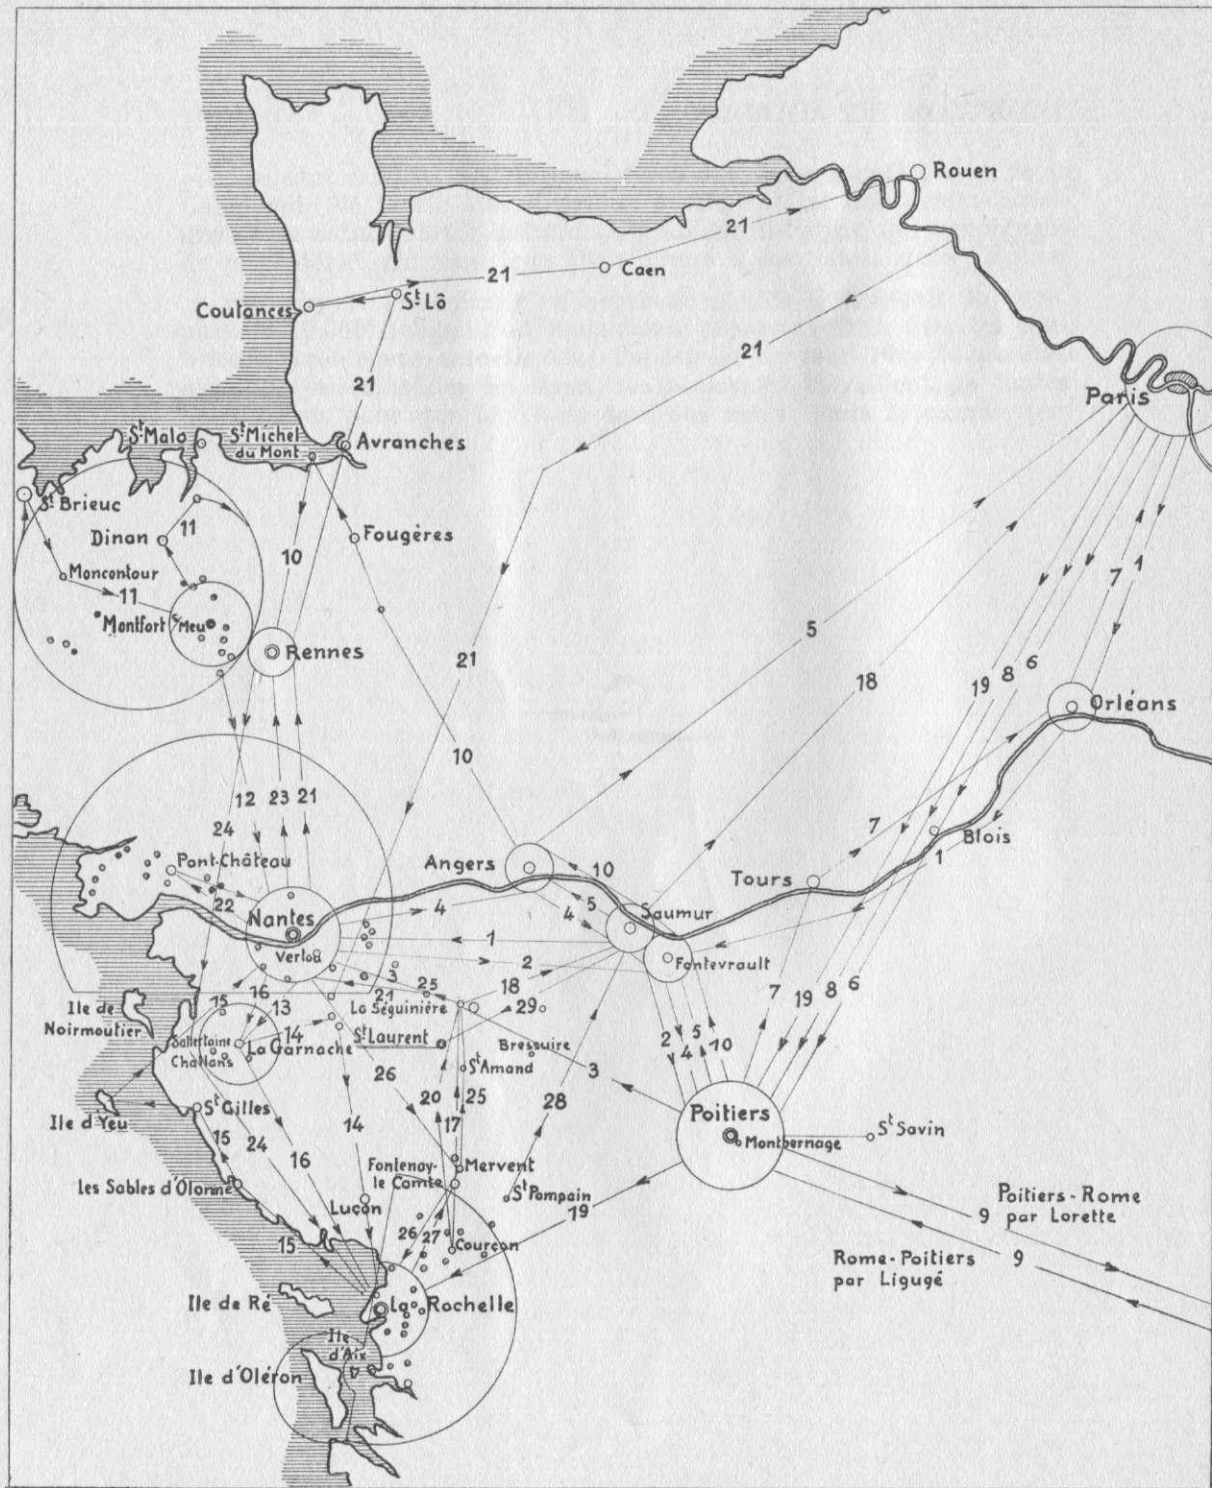 Rouen
21
Caen
21
Coutances
St Lô
21
21
Paris
St Malo
St Michel
du Mont
Avranches
St Brieuc
Dinan
11
Fougères
10
Moncontour
11
7
1
Montfort s/ Meu
Rennes
5
21
6
8
19
18
Orléans
10
12
23
21
24
7
Blois
1
Pont-Château
Angers
10
Tours
22
Nantes
4
4
5
Saumur
1
Vertou
2
Fontevrault
3
18
25
21
15
16
13
Ile de
Noirmoutier
La Séguinière
29
7
19
8
6
14
Sallertaine
Challans
La Garnache
St Laurent
Bressuire
2
4
5
10
St Amand
26
3
20
25
28
Ile d'Yeu
St Gilles
Poitiers
Montbernage
St Savin
15
24
16
14
17
Fontenay-
le Comte
Mervent
les Sables d'Olonne
Luçon
St Pompain
19
Poitiers - Rome
par Lorette
9
26
27
15
Courçon
Rome-Poitiers
par Ligugé
9
Ile de Ré
La Rochelle
Ile
d'Aix
Ile d'Oléron